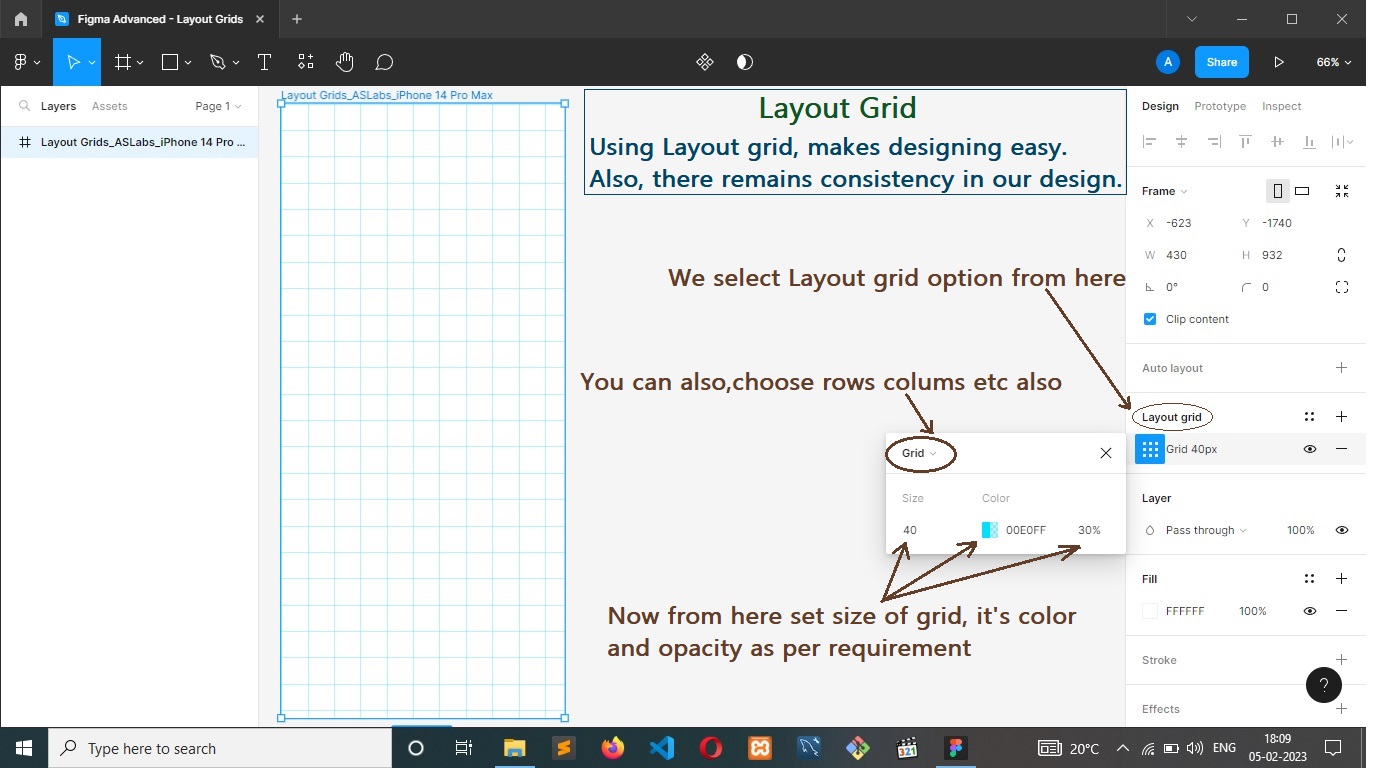 Figma Advanced - Layout Grids
A
Share
66%
Layers
Assets
Page 1
Layout Grids_ASLabs_iPhone 14 Pro ...
Layout Grids_ASLabs_iPhone 14 Pro Max
Layout Grid
Using Layout grid, makes designing easy.
Also, there remains consistency in our design.
We select Layout grid option from here
You can also,choose rows colums etc also
Grid
Size
Color
40
00E0FF
30%
Now from here set size of grid, it's color
and opacity as per requirement
Design
Prototype
Inspect
Frame
X -623
Y -1740
W 430
H 932
0°
0
Clip content
Auto layout
Layout grid
Grid 40px
Layer
Pass through
100%
Fill
FFFFFF
100%
Stroke
?
Effects
Type here to search
321
20°C
ENG
18:09
05-02-2023